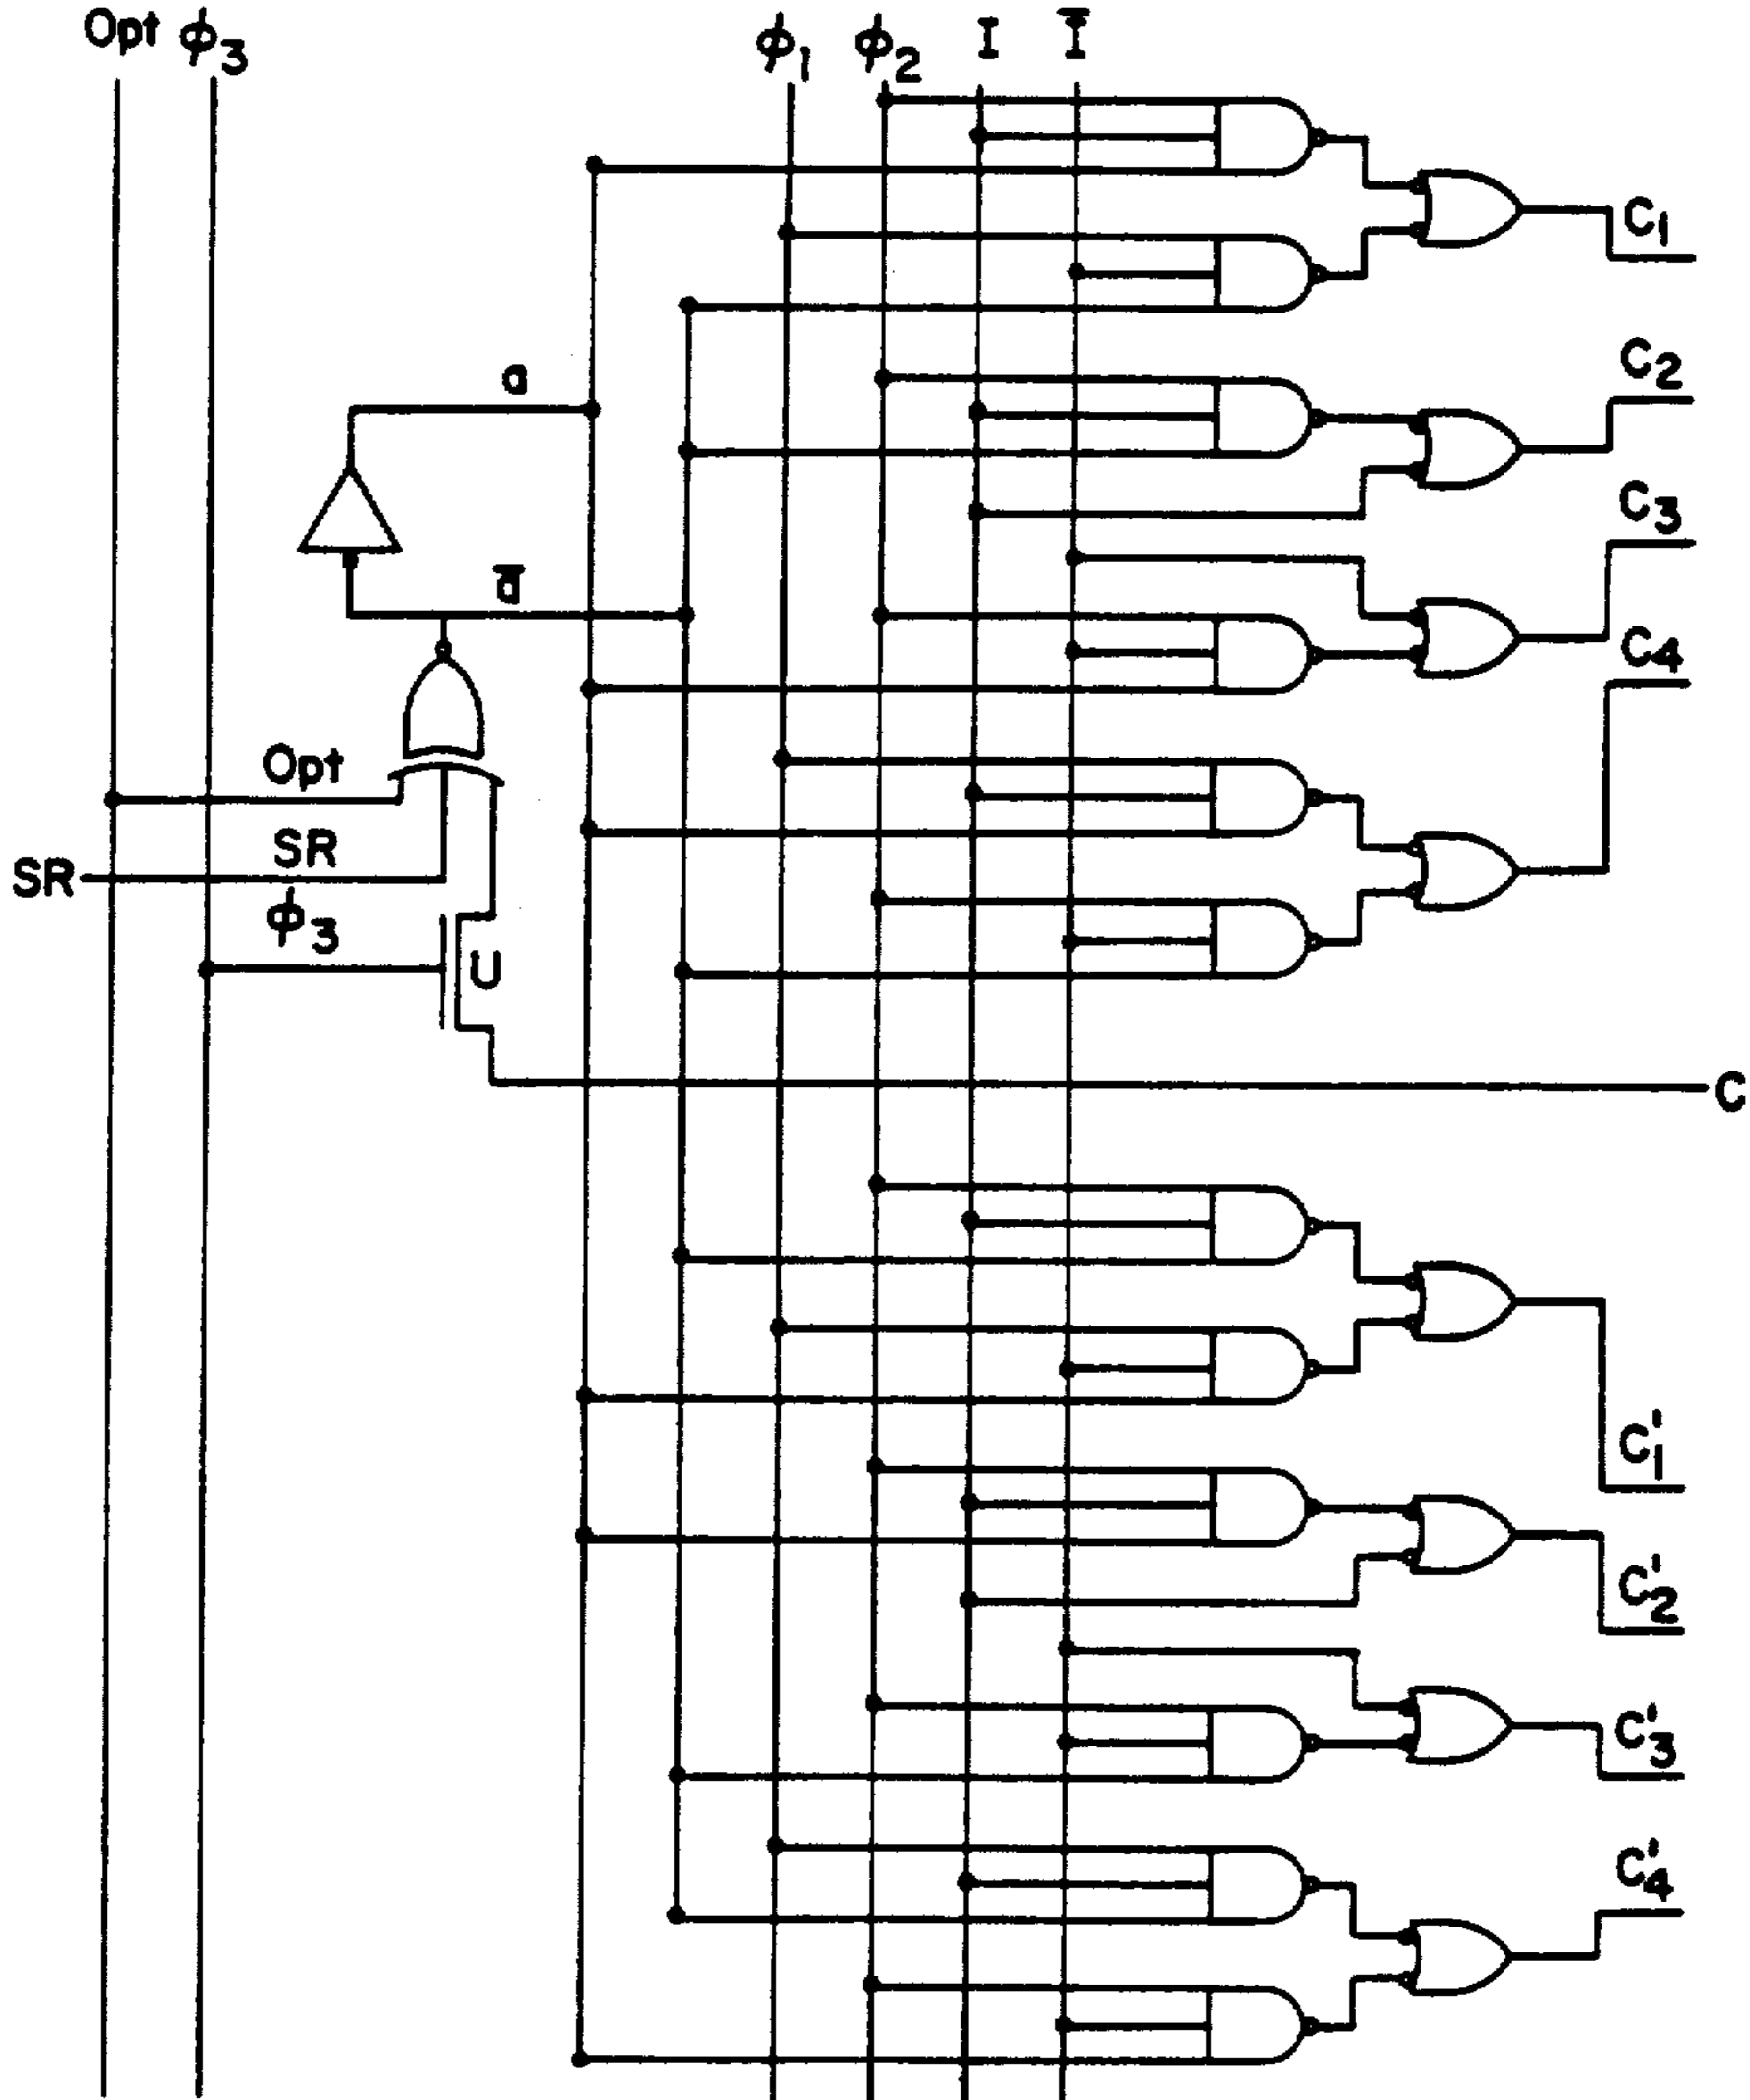 Opt ϕ3 ϕ1 ϕ2 I Ī
C1
a
C2
C3
ā
C4
Opt
SR SR
ϕ3
U
C
C'1
C'2
C'3
C'4